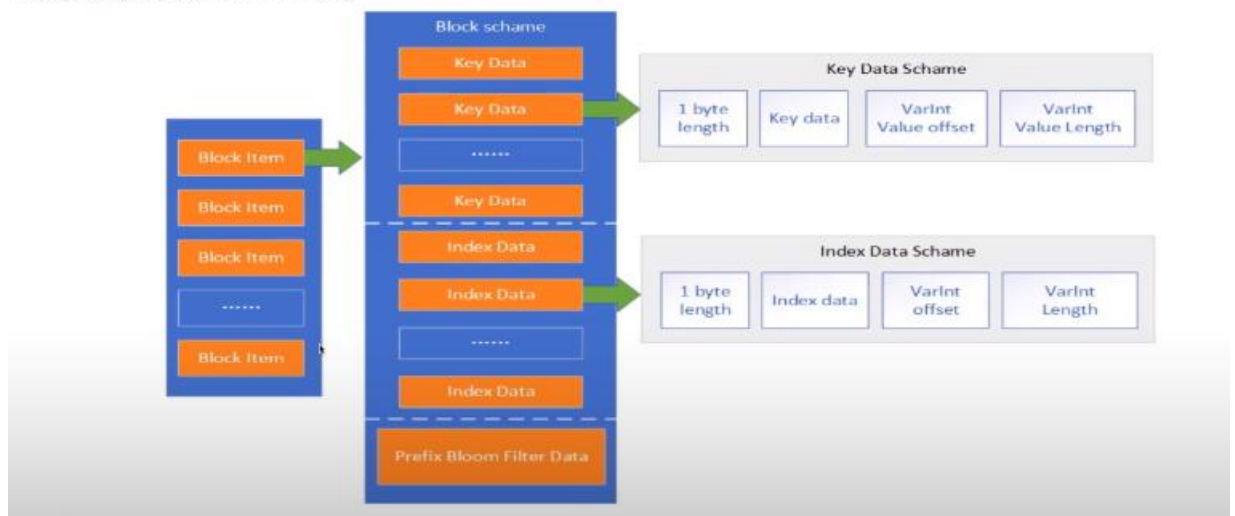 Block Item
Block Item
Block Item
......
Block Item
Block schame
Key Data
Key Data
......
Key Data
Index Data
Index Data
......
Index Data
Prefix Bloom Filter Data
Key Data Schame
1 byte
length
Key data
VarInt
Value offset
VarInt
Value Length
Index Data Schame
1 byte
length
Index data
VarInt
offset
VarInt
Length